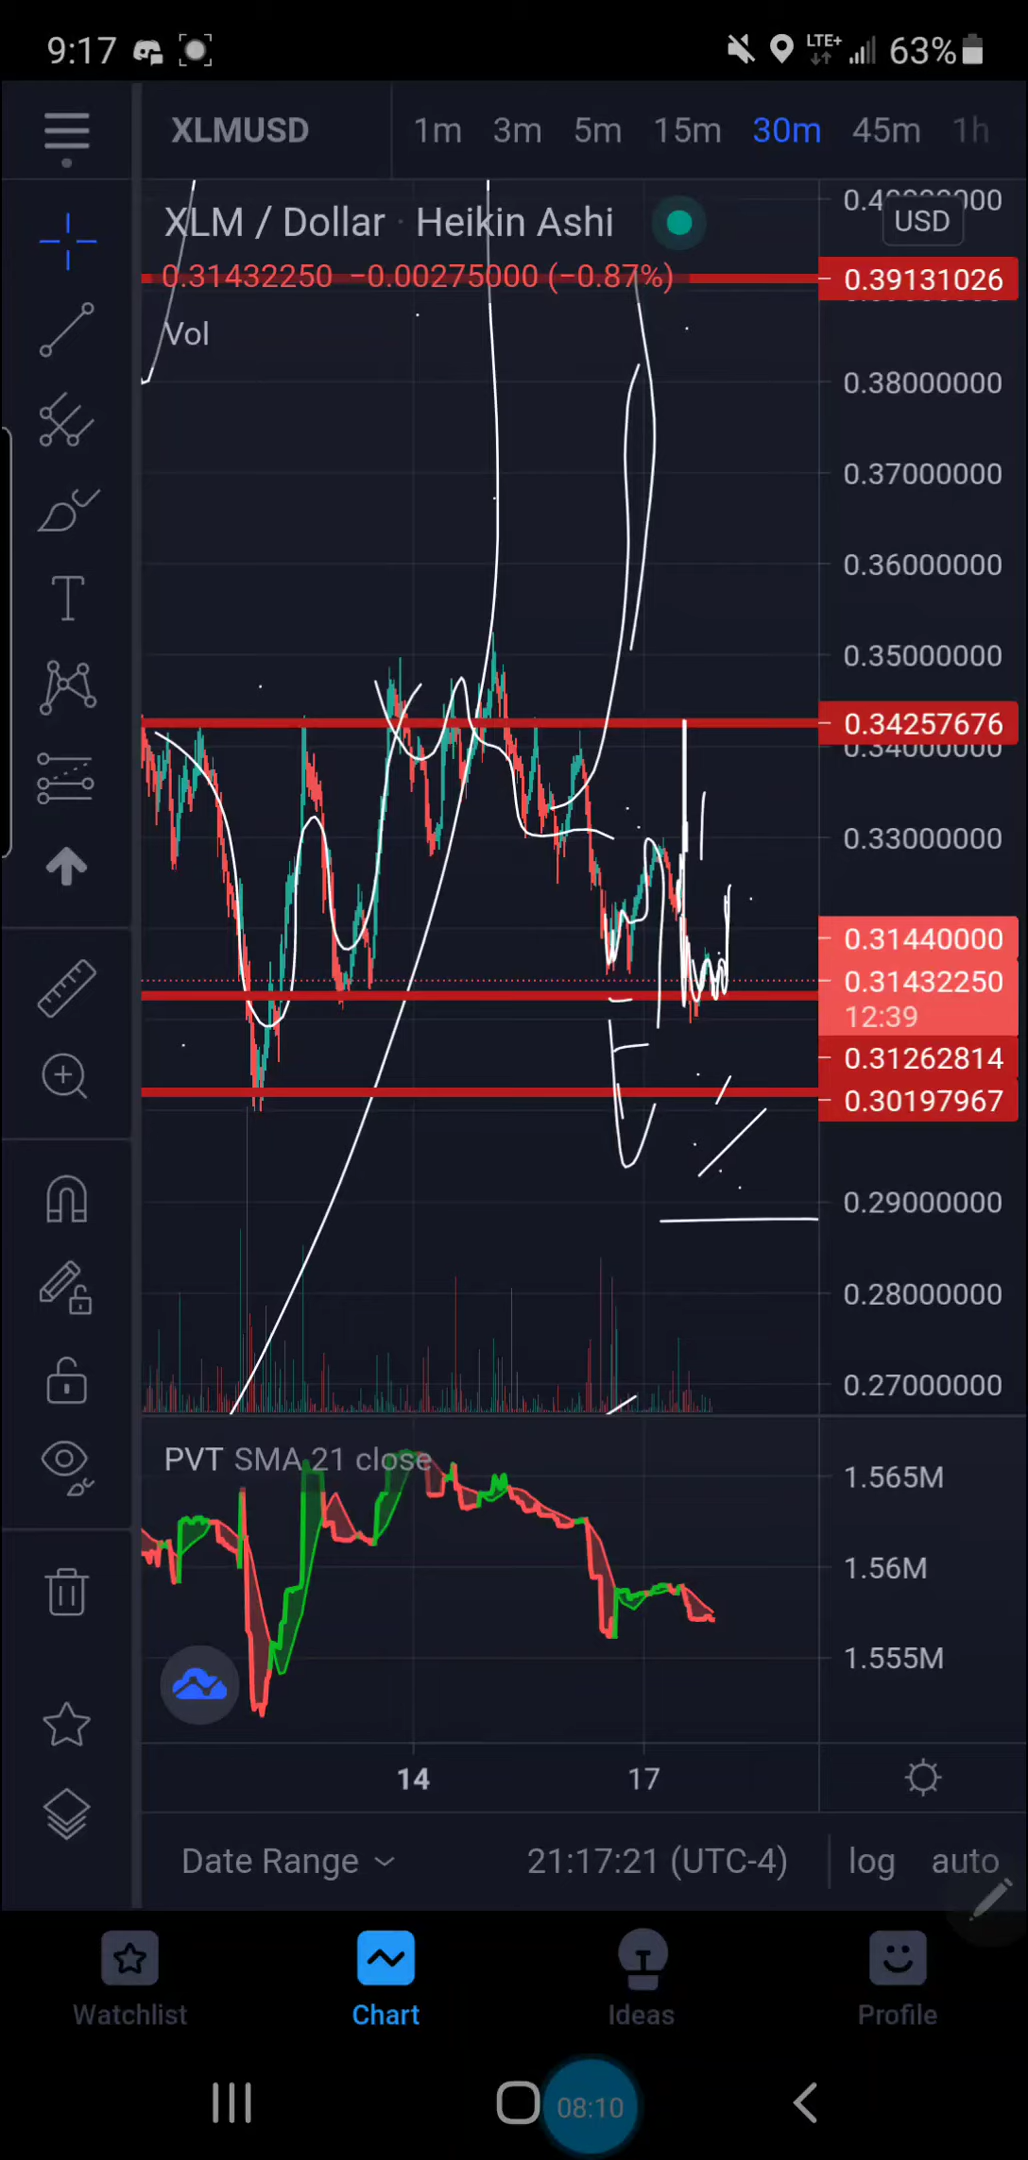 9:17 LTE+ 63%
XLMUSD 1m 3m 5m 15m 30m 45m 1h
XLM / Dollar · Heikin Ashi
USD
0.31432250 −0.00275000 (−0.87%)
0.39131026
Vol
0.38000000
0.37000000
0.36000000
0.35000000
0.34257676
0.34000000
0.33000000
0.31440000
0.31432250
12:39
0.31262814
0.30197967
0.29000000
0.28000000
0.27000000
PVT SMA 21 close
1.565M
1.56M
1.555M
14 17
Date Range 21:17:21 (UTC-4) log auto
Watchlist Chart Ideas Profile
08:10